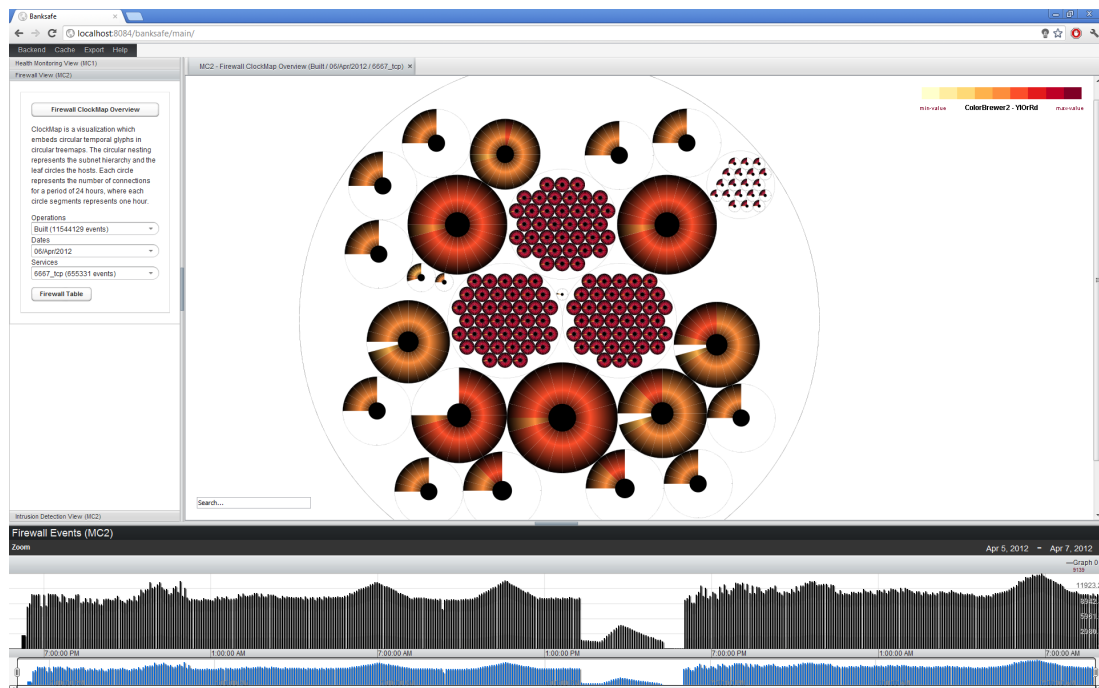 Banksafe
localhost:8084/banksafe/main/
Backend Cache Export Help
Health Monitoring View (MC1)
Firewall View (MC2)
MC2 - Firewall ClockMap Overview (Built / 06/Apr/2012 / 6667_tcp) ×
Firewall ClockMap Overview
ClockMap is a visualization which
embeds circular temporal glyphs in
circular treemaps. The circular nesting
represents the subnet hierarchy and the
leaf circles the hosts. Each circle
represents the number of connections
for a period of 24 hours, where each
circle segments represents one hour.
Operations
Built (11544129 events)
Dates
06/Apr/2012
Services
6667_tcp (655331 events)
Firewall Table
min-value ColorBrewer2 - YlOrRd max-value
Search...
Intrusion Detection View (MC2)
Firewall Events (MC2)
Zoom
Apr 5, 2012 - Apr 7, 2012
Graph 0
9139
11923.2
7:00:00 PM 1:00:00 AM 7:00:00 AM 1:00:00 PM 7:00:00 PM 1:00:00 AM 7:00:00 AM